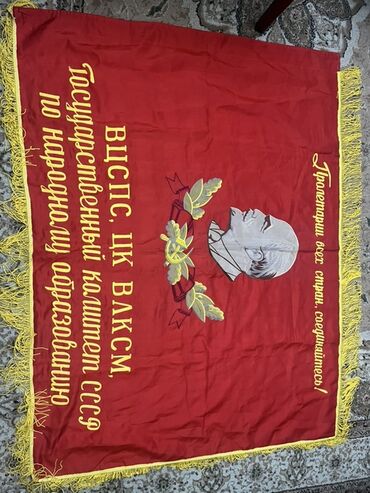 Пролетарии всех стран, соединяйтесь!
ВЦСПС, ЦК ВЛКСМ,
Государственный комитет СССР
по народному образованию